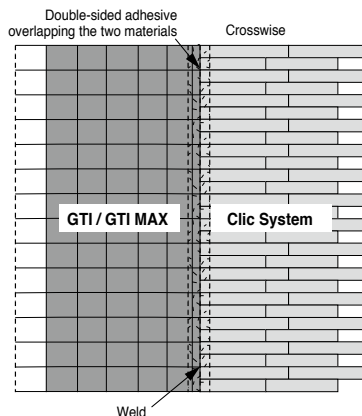 Double-sided adhesive
overlapping the two materials
Crosswise
GTI / GTI MAX
Clic System
Weld